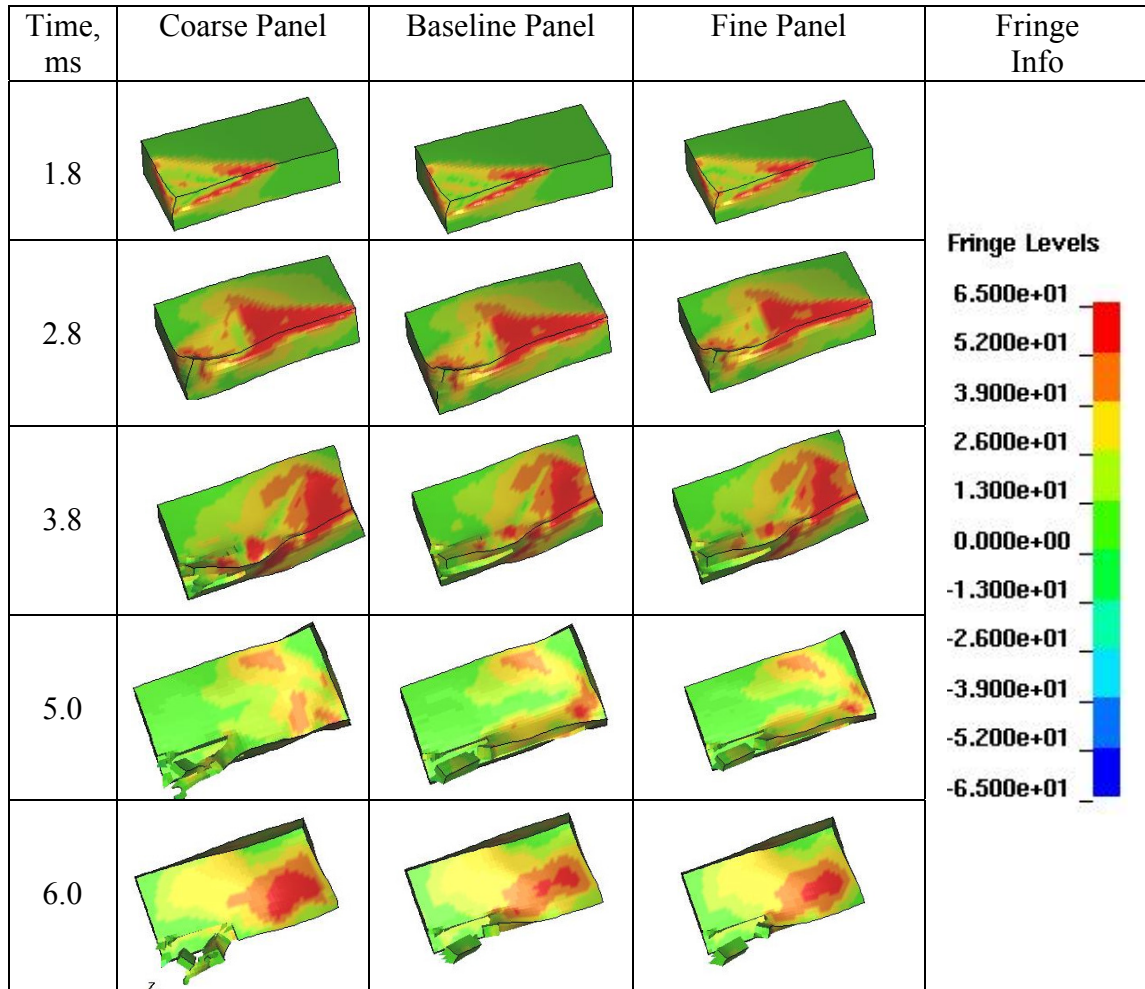 Time, ms
Coarse Panel
Baseline Panel
Fine Panel
Fringe Info
1.8
2.8
3.8
5.0
6.0
Fringe Levels
6.500e+01
5.200e+01
3.900e+01
2.600e+01
1.300e+01
0.000e+00
-1.300e+01
-2.600e+01
-3.900e+01
-5.200e+01
-6.500e+01
z